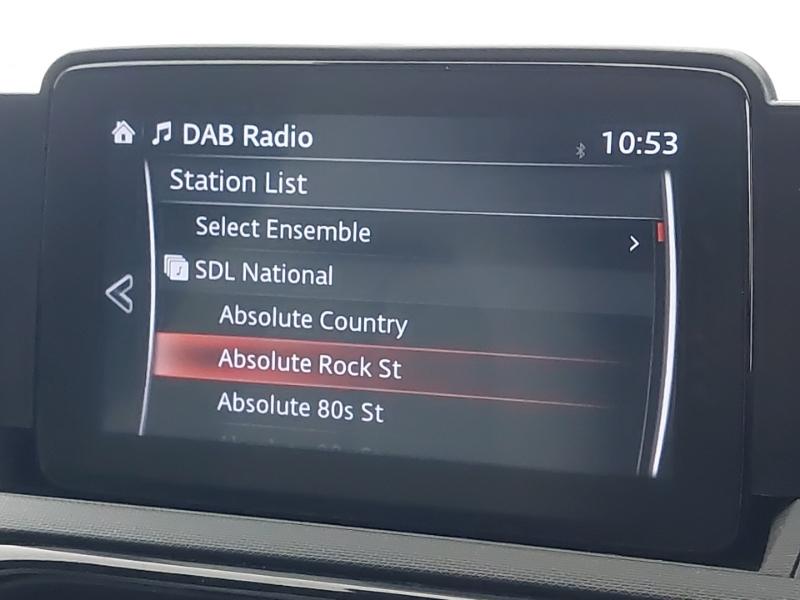 DAB Radio
10:53
Station List
Select Ensemble
SDL National
Absolute Country
Absolute Rock St
Absolute 80s St